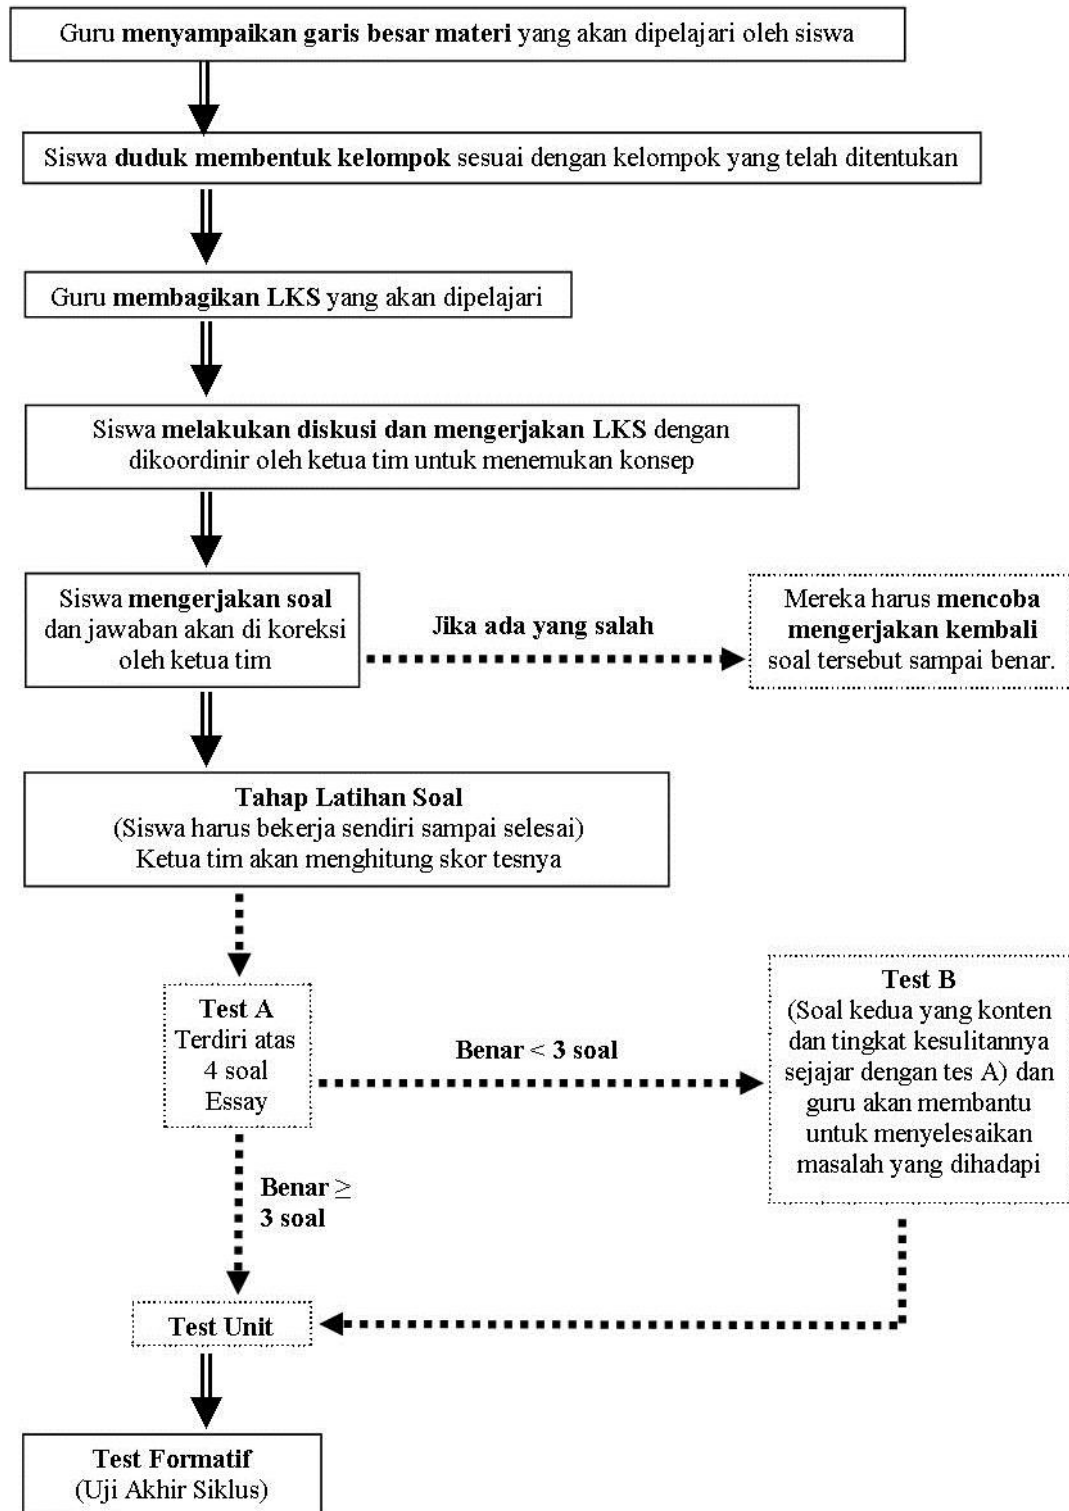 Guru menyampaikan garis besar materi yang akan dipelajari oleh siswa
Siswa duduk membentuk kelompok sesuai dengan kelompok yang telah ditentukan
Guru membagikan LKS yang akan dipelajari
Siswa melakukan diskusi dan mengerjakan LKS dengan
dikoordinir oleh ketua tim untuk menemukan konsep
Siswa mengerjakan soal
dan jawaban akan di koreksi
oleh ketua tim
Jika ada yang salah
Mereka harus mencoba
mengerjakan kembali
soal tersebut sampai benar.
Tahap Latihan Soal
(Siswa harus bekerja sendiri sampai selesai)
Ketua tim akan menghitung skor tesnya
Test A
Terdiri atas
4 soal
Essay
Benar < 3 soal
Test B
(Soal kedua yang konten
dan tingkat kesulitannya
sejajar dengan tes A) dan
guru akan membantu
untuk menyelesaikan
masalah yang dihadapi
Benar ≥
3 soal
Test Unit
Test Formatif
(Uji Akhir Siklus)